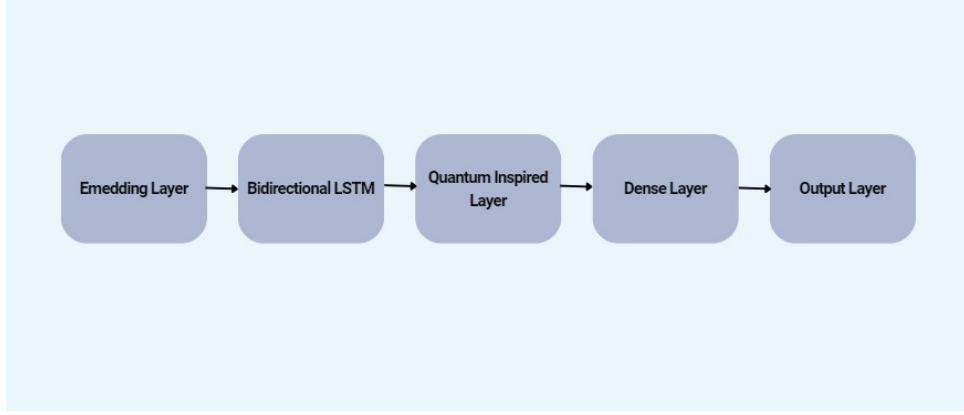 Emedding Layer
Bidirectional LSTM
Quantum Inspired
Layer
Dense Layer
Output Layer